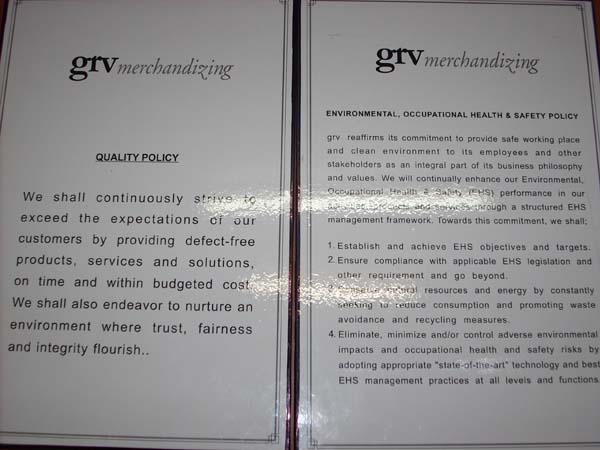 grv merchandizing
QUALITY POLICY
We shall continuously strive to
exceed the expectations of our
customers by providing defect-free
products, services and solutions,
on time and within budgeted cost.
We shall also endeavor to nurture an
environment where trust, fairness
and integrity flourish..
grv merchandizing
ENVIRONMENTAL, OCCUPATIONAL HEALTH & SAFETY POLICY
grv reaffirms its commitment to provide safe working place
and clean environment to its employees and other
stakeholders as an integral part of its business philosophy
and values. We will continually enhance our Environmental,
Occupational Health & Safety (EHS) performance in our
products and services through a structured EHS
management framework. Towards this commitment, we shall;
1. Establish and achieve EHS objectives and targets.
2. Ensure compliance with applicable EHS legislation and
other requirement and go beyond.
resources and energy by constantly
seeking to reduce consumption and promoting waste
avoidance and recycling measures.
4. Eliminate, minimize and/or control adverse environmental
impacts and occupational health and safety risks by
adopting appropriate "state-of-the-art" technology and best
EHS management practices at all levels and functions